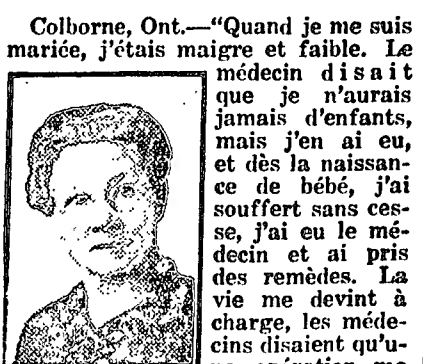 Colborne, Ont.—“Quand je me suis
mariée, j'étais maigre et faible. Le
médecin disait
que je n'aurais
jamais d'enfants,
mais j'en ai eu,
et dès la naissan-
ce de bébé, j'ai
souffert sans ces-
se, j'ai eu le mé-
decin et ai pris
des remèdes. La
vie me devint à
charge, les méde-
cins disaient qu'u-